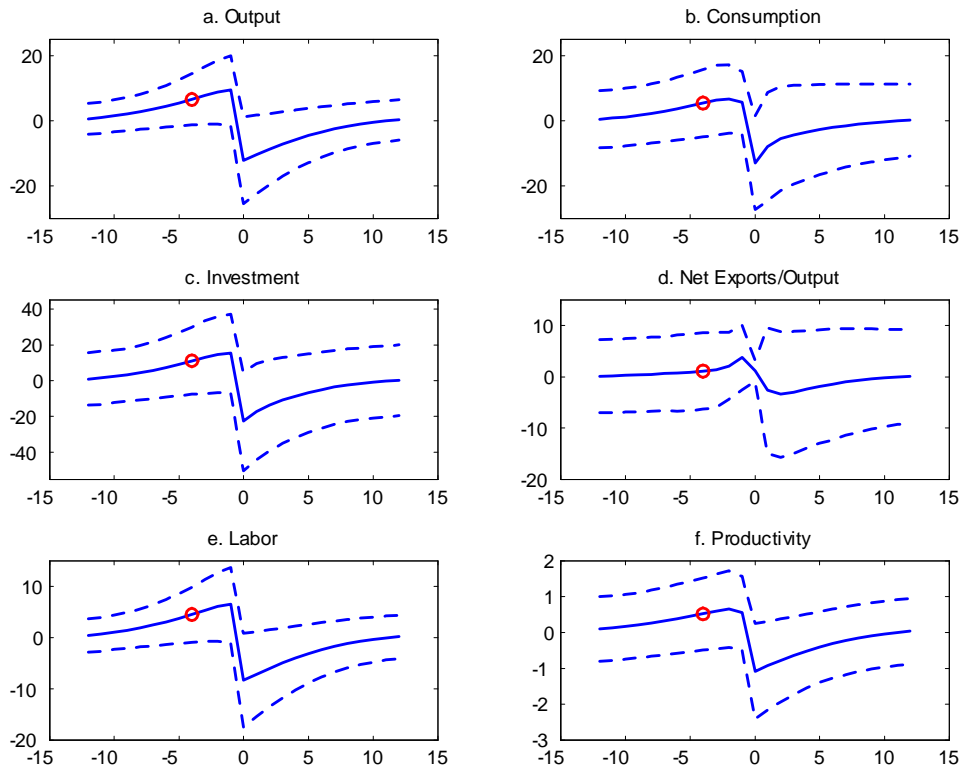 a. Output
20
0
-20
-15 -10 -5 0 5 10 15
b. Consumption
20
0
-20
-15 -10 -5 0 5 10 15
c. Investment
40
20
0
-20
-40
-15 -10 -5 0 5 10 15
d. Net Exports/Output
10
0
-10
-20
-15 -10 -5 0 5 10 15
e. Labor
10
0
-10
-20
-15 -10 -5 0 5 10 15
f. Productivity
2
1
0
-1
-2
-3
-15 -10 -5 0 5 10 15